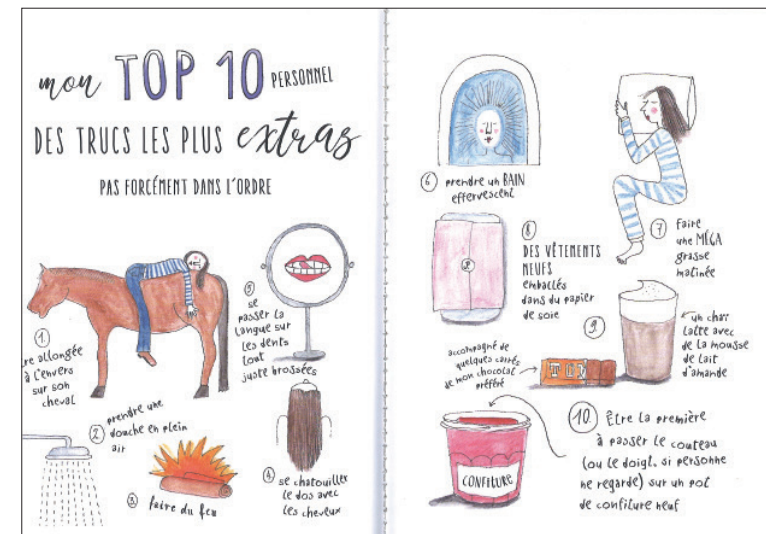 mon TOP 10 PERSONNEL
DES TRUCS LES PLUS extras
PAS FORCÉMENT DANS L'ORDRE
1.
re allongée
à l'envers
sur son
cheval
2 prendre une
douche en plein
air
3 faire du feu
4 se chatouiller
le dos avec
les cheveux
5 se
passer la
langue sur
les dents
tout
juste brossées
6 prendre un BAIN
effervescent
7 faire
une MÉGA
grasse
matinée
8
DES VÊTEMENTS
NEUFS
emballés
dans du papier
de soie
9
un chaï
latte avec
de la mousse
de lait
d'amande
accompagné de
quelques carrés
de mon chocolat
préféré
CONFITURE
10. Être la première
à passer le couteau
(ou le doigt, si personne
ne regarde) sur un pot
de confiture neuf